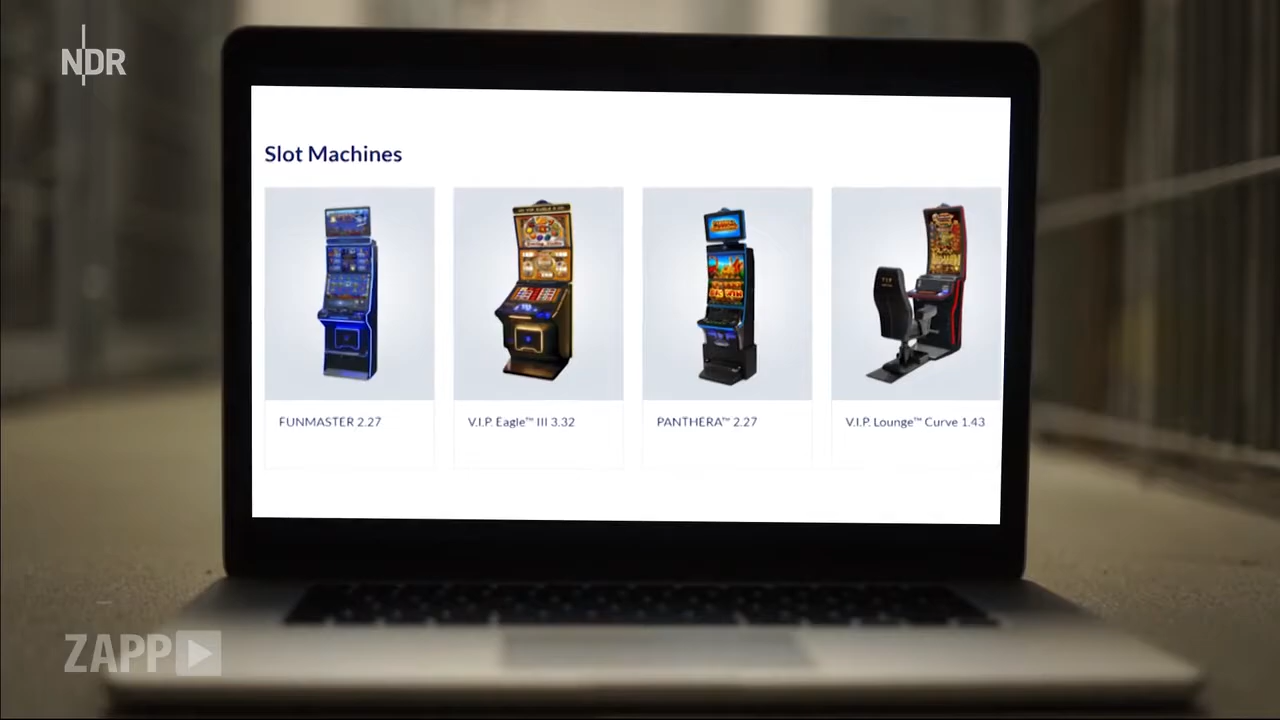 NDR
Slot Machines
FUNMASTER 2.27
V.I.P. Eagle™ III 3.32
PANTHERA™ 2.27
V.I.P. Lounge™ Curve 1.43
ZAPP